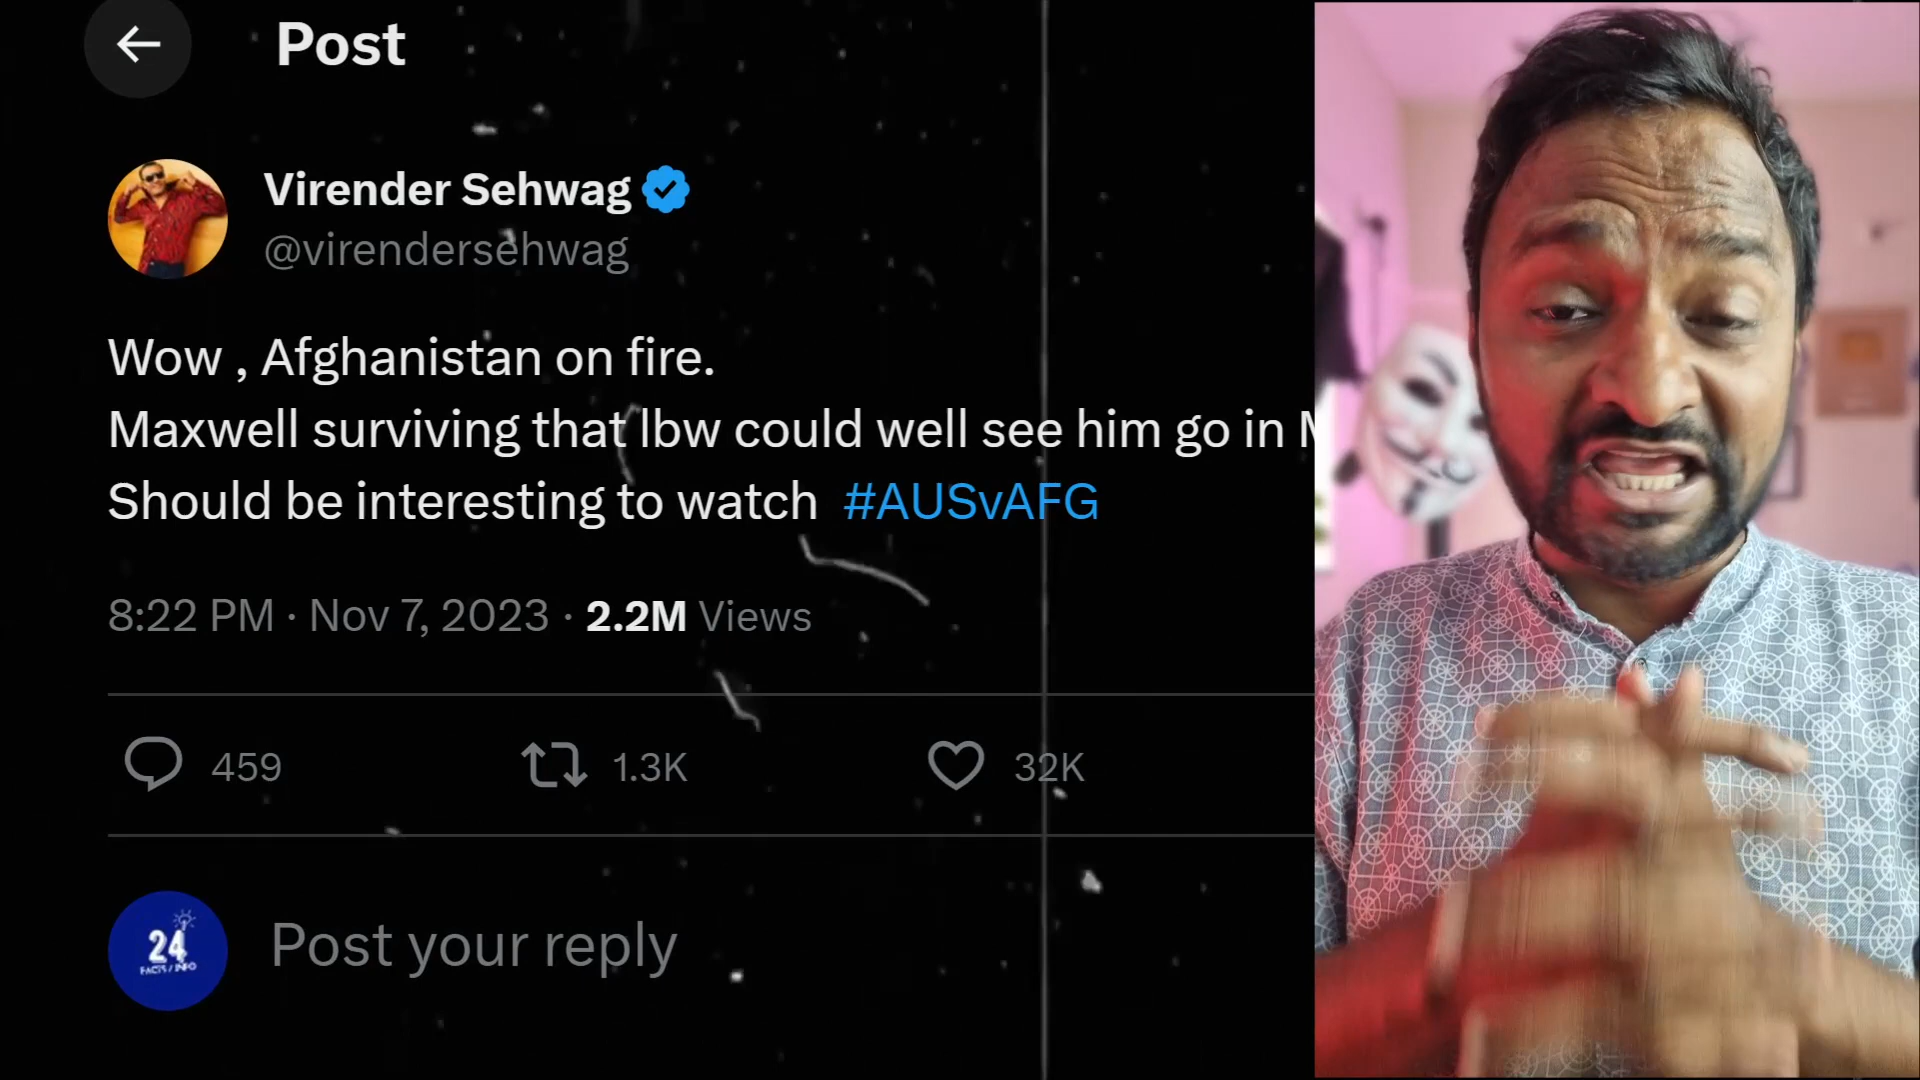 Post
Virender Sehwag
@virendersehwag
Wow , Afghanistan on fire.
Maxwell surviving that lbw could well see him go in
Should be interesting to watch #AUSvAFG
8:22 PM · Nov 7, 2023 · 2.2M Views
459 1.3K 32K
24
FACTS / INFO
Post your reply